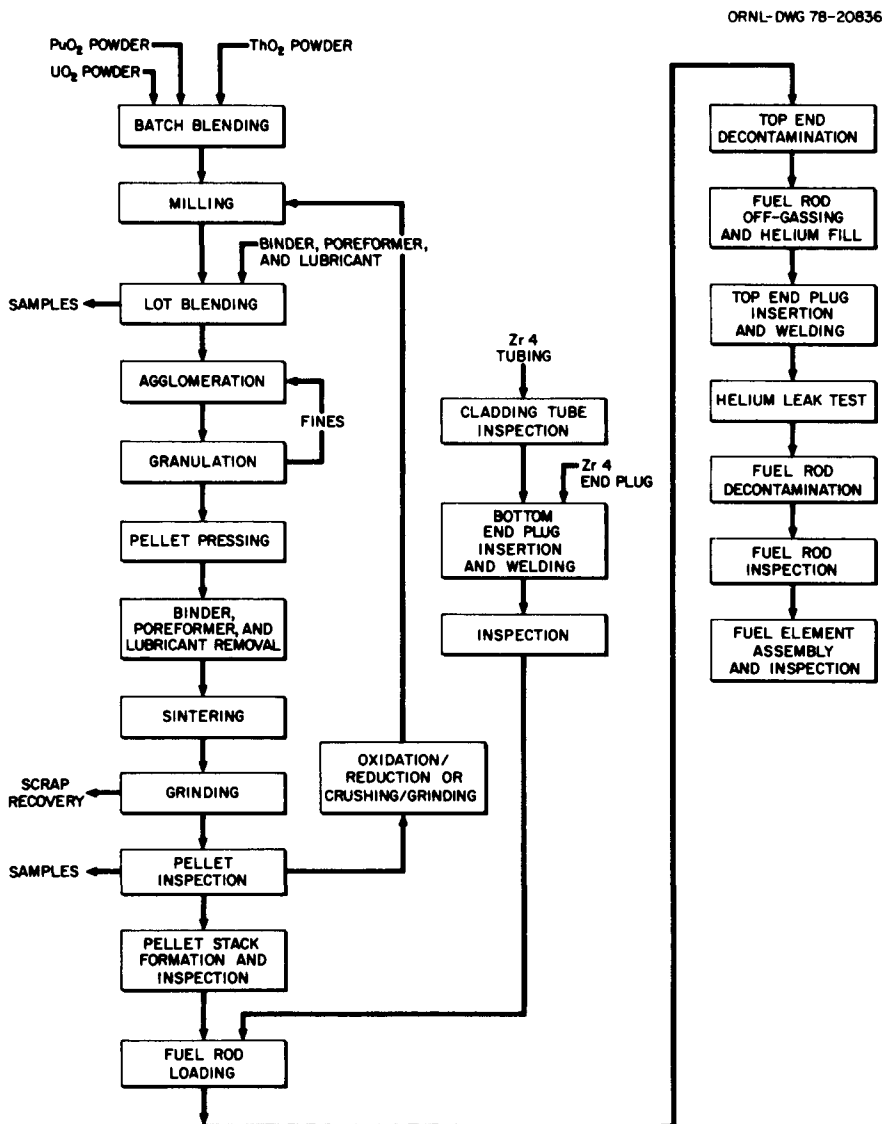 ORNL-DWG 78-20836
PuO₂ POWDER
ThO₂ POWDER
UO₂ POWDER
BATCH BLENDING
MILLING
BINDER, POREFORMER,
AND LUBRICANT
SAMPLES
LOT BLENDING
AGGLOMERATION
FINES
GRANULATION
PELLET PRESSING
BINDER,
POREFORMER, AND
LUBRICANT REMOVAL
SINTERING
SCRAP
RECOVERY
GRINDING
SAMPLES
PELLET
INSPECTION
OXIDATION/
REDUCTION OR
CRUSHING/GRINDING
PELLET STACK
FORMATION AND
INSPECTION
FUEL ROD
LOADING
Zr 4
TUBING
CLADDING TUBE
INSPECTION
Zr 4
END PLUG
BOTTOM
END PLUG
INSERTION
AND WELDING
INSPECTION
TOP END
DECONTAMINATION
FUEL ROD
OFF-GASSING
AND HELIUM FILL
TOP END PLUG
INSERTION
AND WELDING
HELIUM LEAK TEST
FUEL ROD
DECONTAMINATION
FUEL ROD
INSPECTION
FUEL ELEMENT
ASSEMBLY
AND INSPECTION